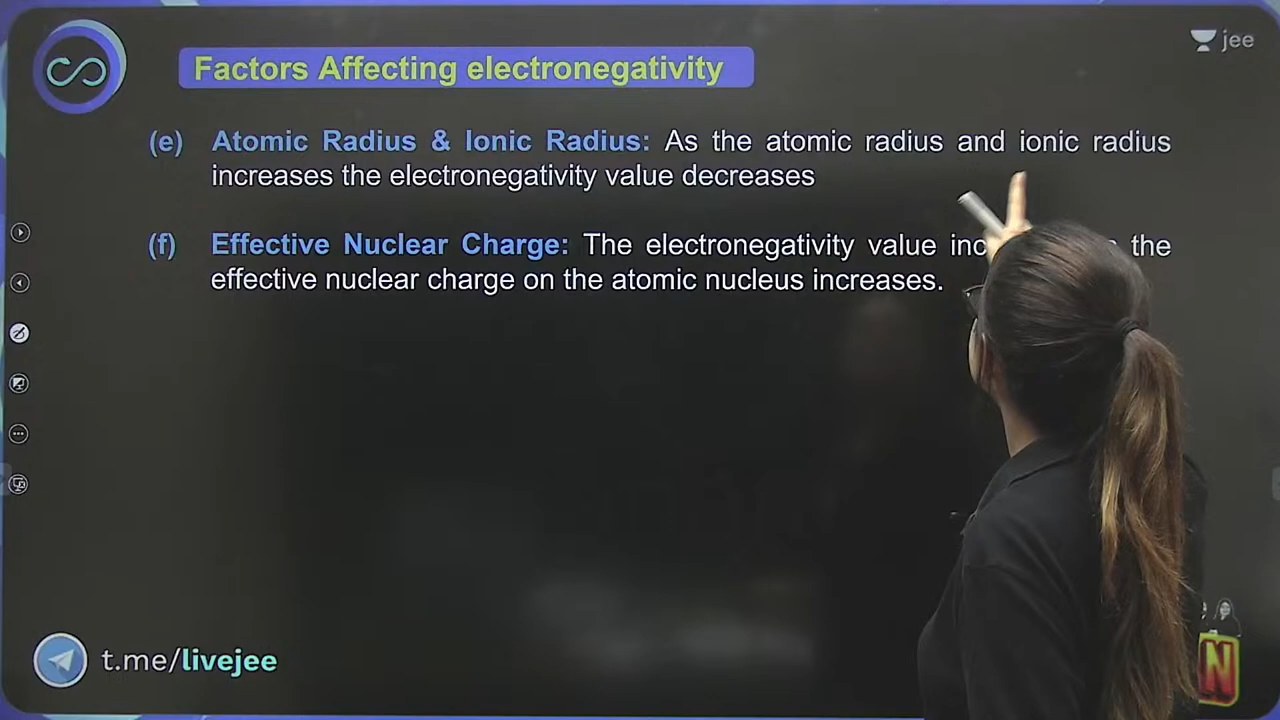 jee
Factors Affecting electronegativity
(e) Atomic Radius & Ionic Radius: As the atomic radius and ionic radius
increases the electronegativity value decreases
(f) Effective Nuclear Charge: The electronegativity value the
effective nuclear charge on the atomic nucleus increases.
t.me/livejee
N